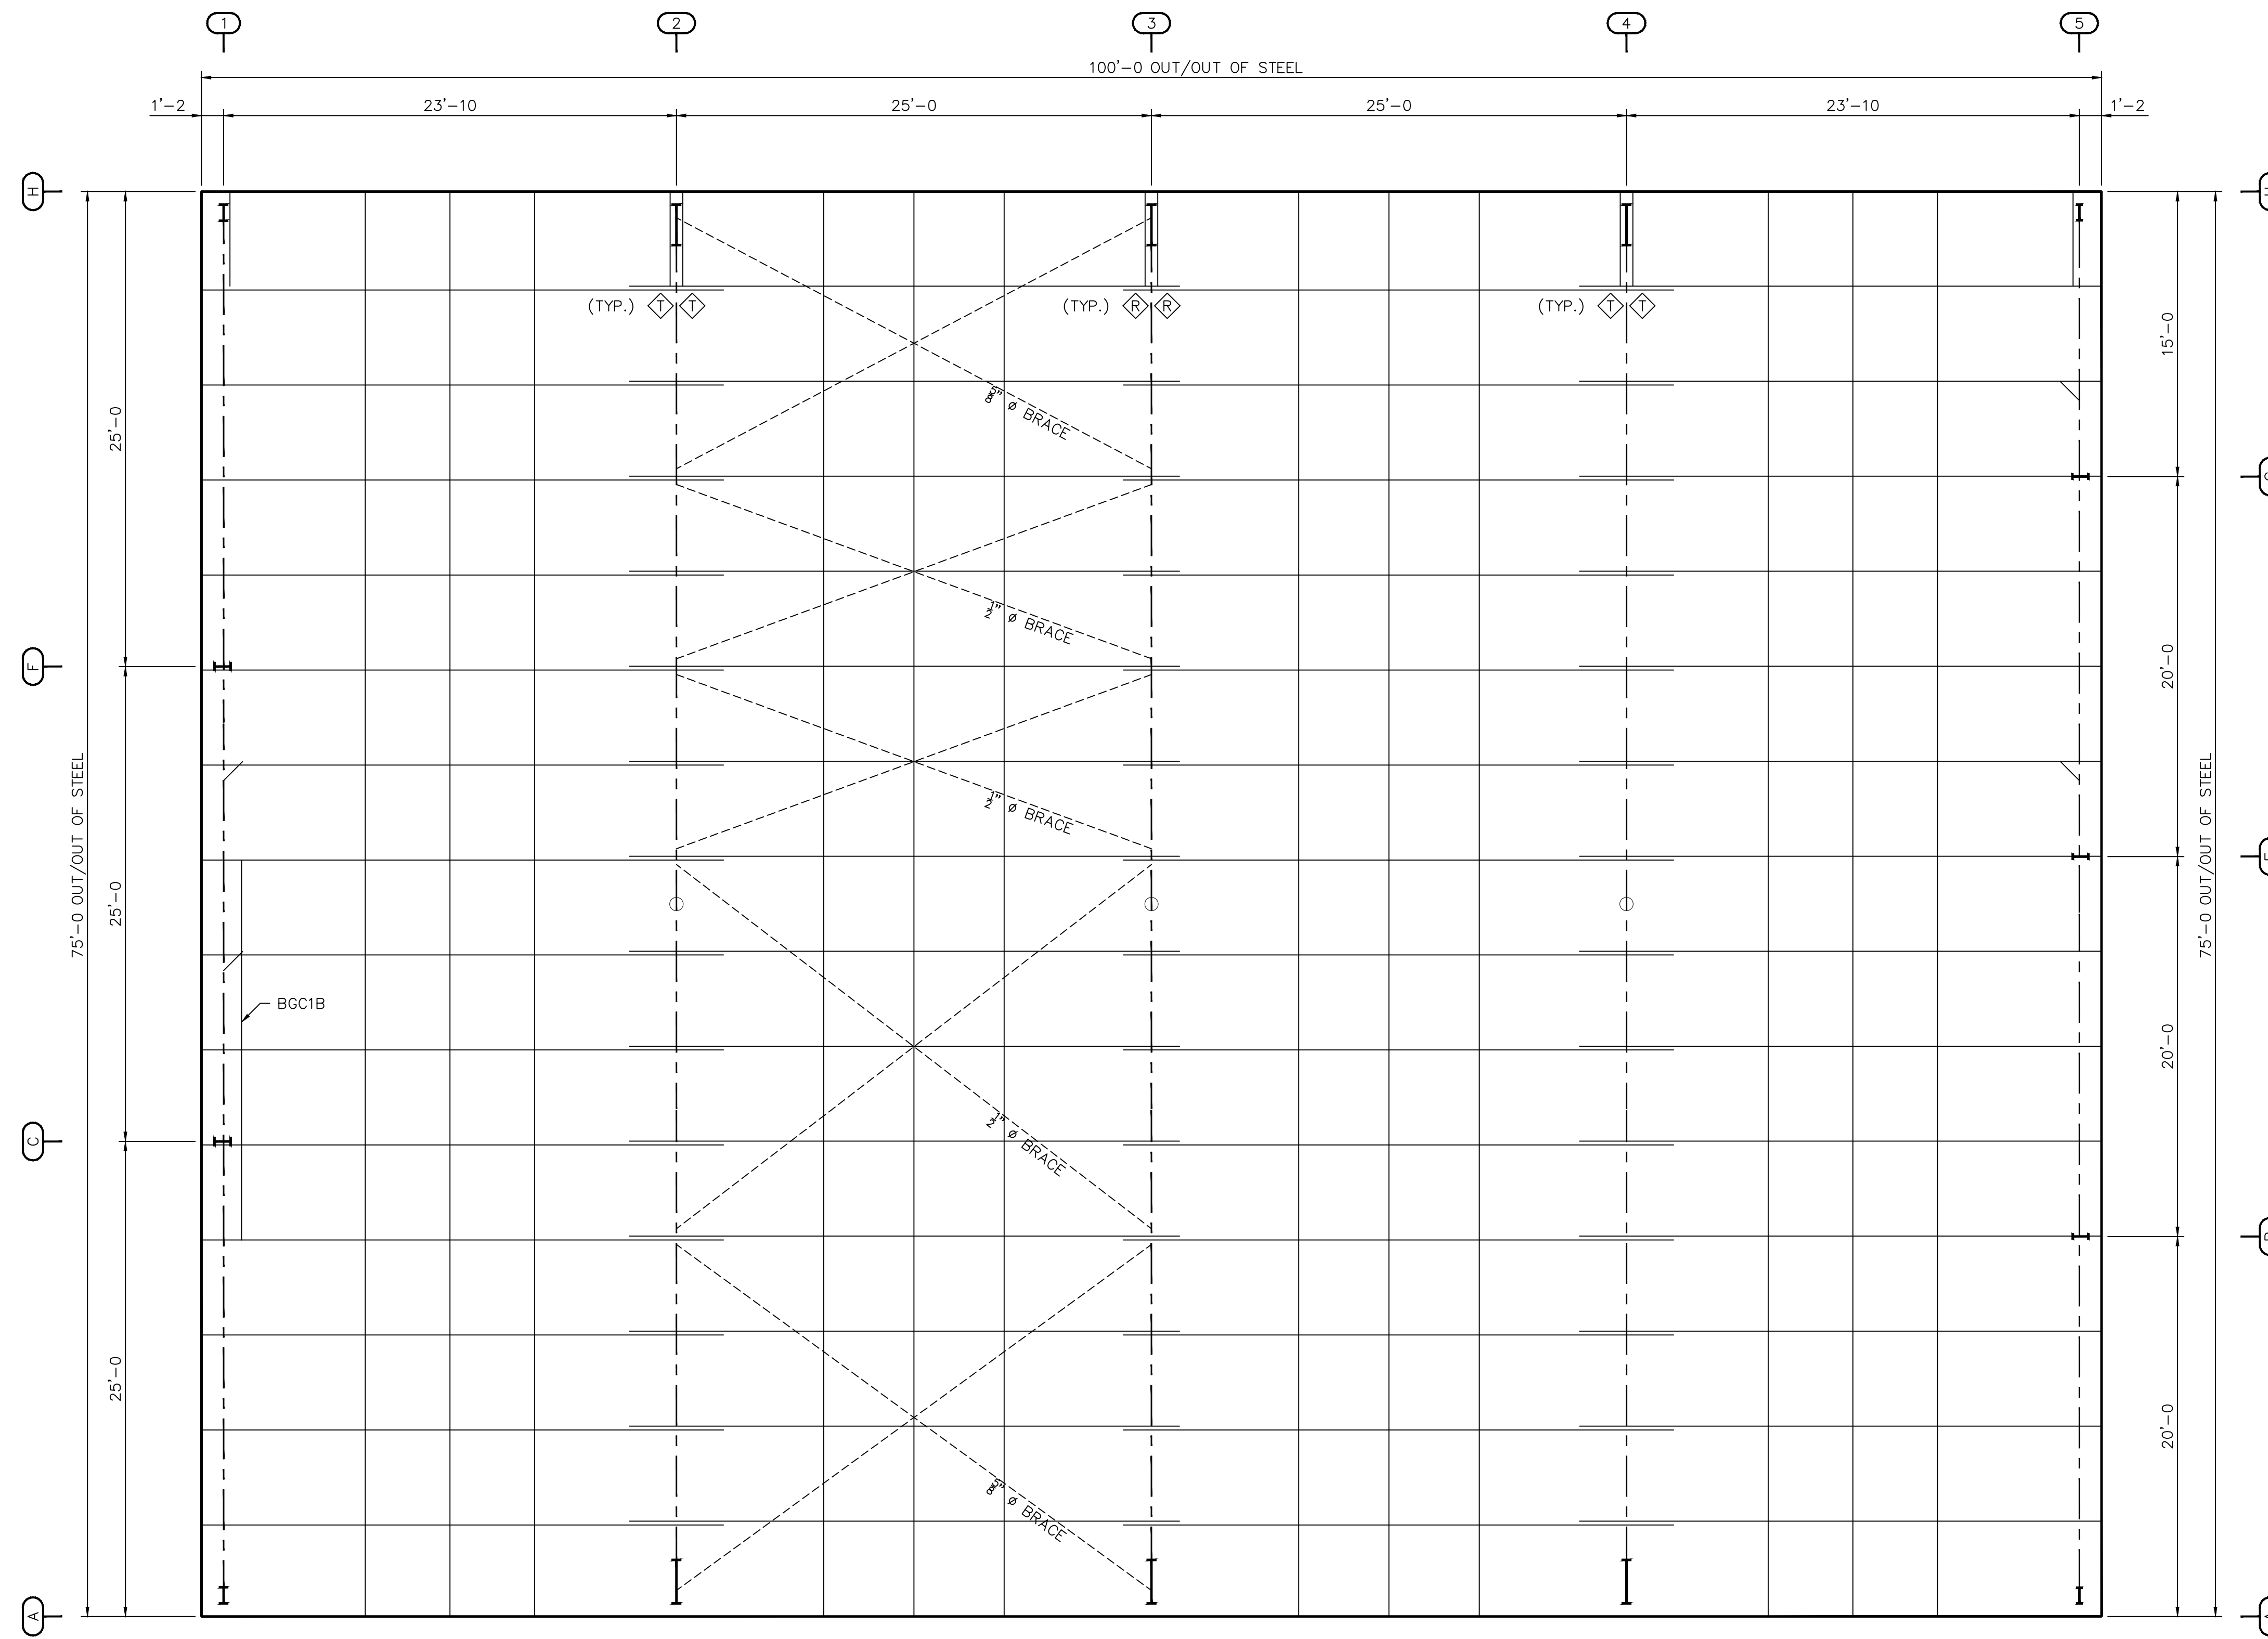 1 2 3 4 5
100'-0 OUT/OUT OF STEEL
1'-2 23'-10 25'-0 25'-0 23'-10 1'-2
H
(TYP.) T T (TYP.) R R (TYP.) T T
15'-0
25'-0
5/8" ø BRACE
1/2" ø BRACE
20'-0
F
1/2" ø BRACE
75'-0 OUT/OUT OF STEEL
75'-0 OUT/OUT OF STEEL
25'-0
BGC1B
20'-0
1/2" ø BRACE
C
25'-0
20'-0
5/8" ø BRACE
A